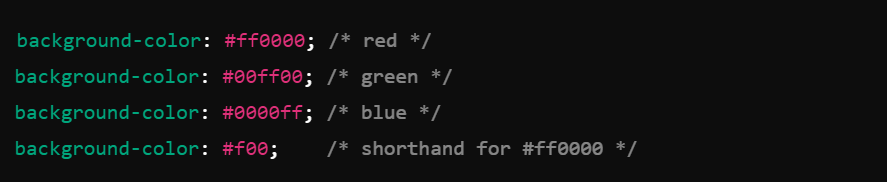 background-color: #ff0000; /* red */
background-color: #00ff00; /* green */
background-color: #0000ff; /* blue */
background-color: #f00;    /* shorthand for #ff0000 */